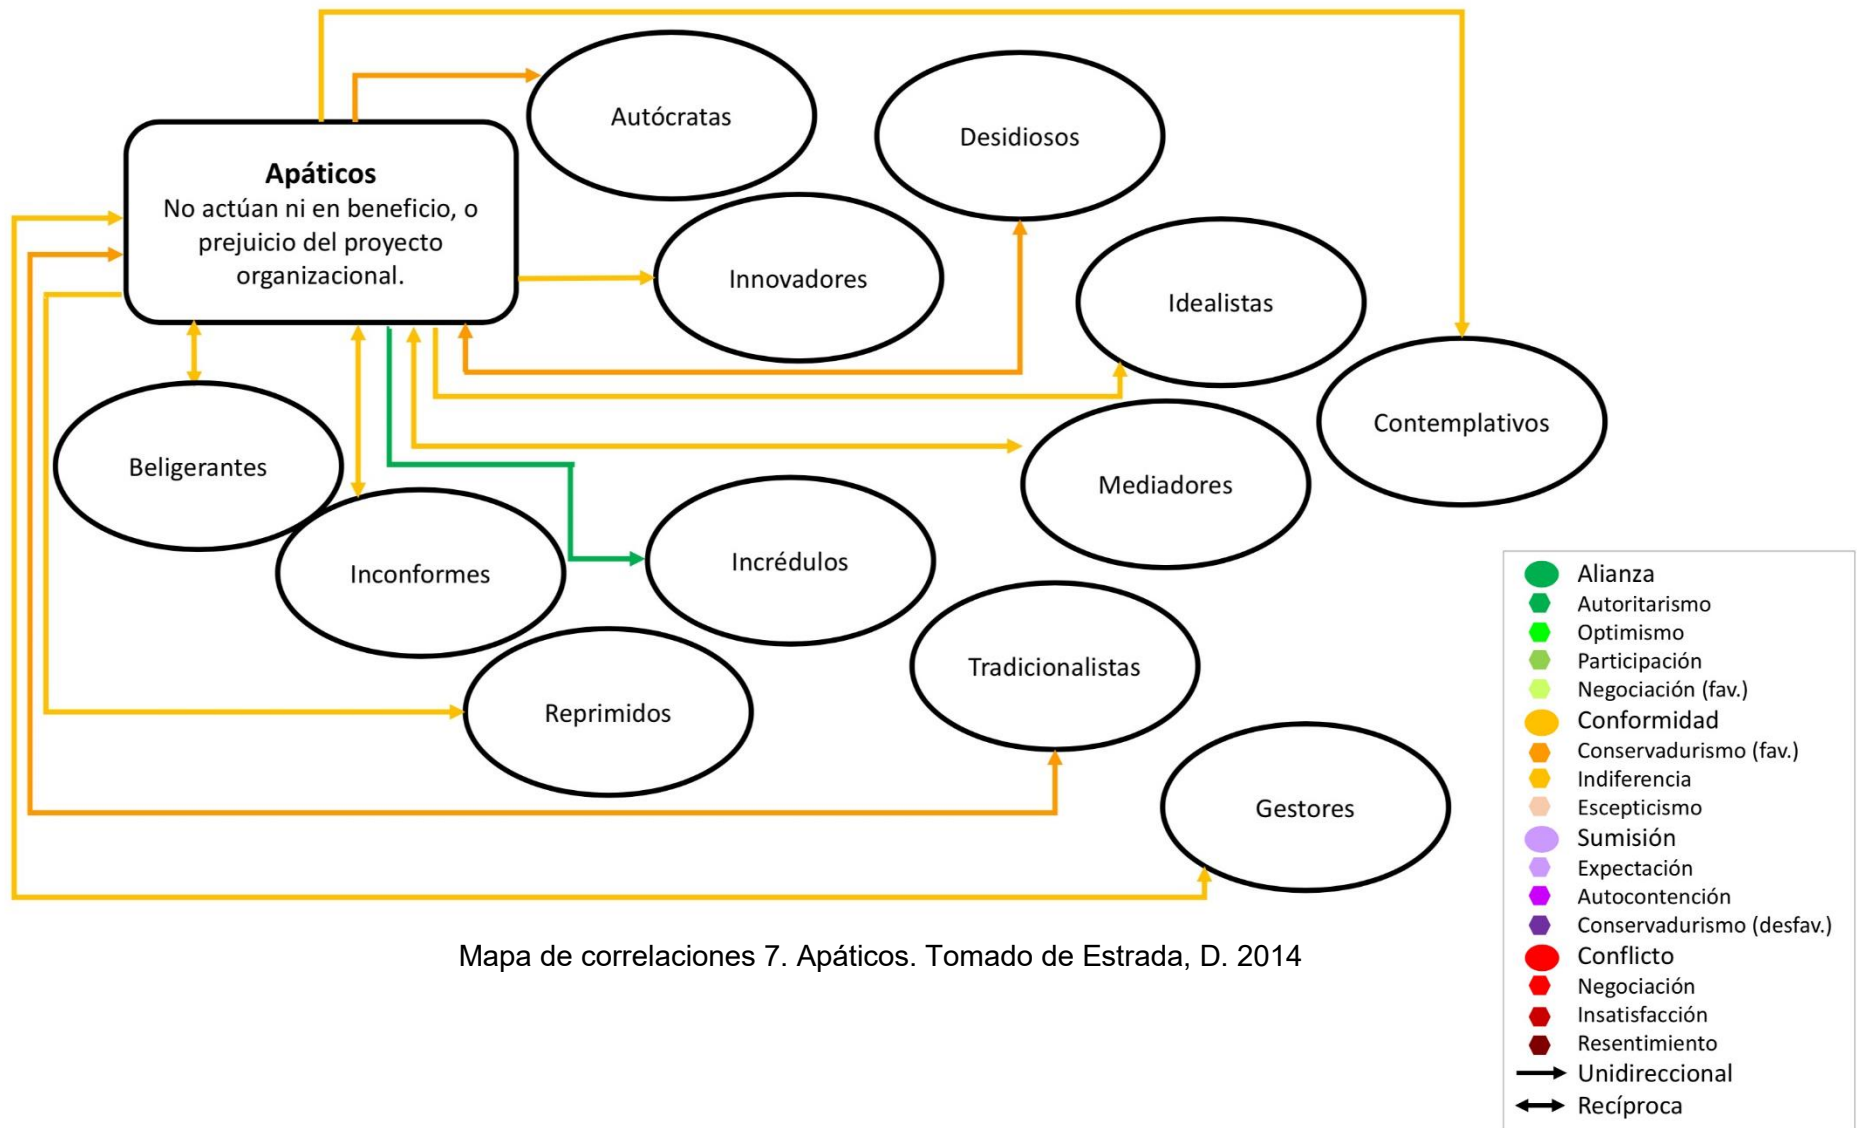 Apáticos
No actúan ni en beneficio, o
prejuicio del proyecto
organizacional.
Autócratas
Desidiosos
Innovadores
Idealistas
Contemplativos
Beligerantes
Mediadores
Inconformes
Incrédulos
Tradicionalistas
Reprimidos
Gestores
Alianza
Autoritarismo
Optimismo
Participación
Negociación (fav.)
Conformidad
Conservadurismo (fav.)
Indiferencia
Escepticismo
Sumisión
Expectación
Autocontención
Conservadurismo (desfav.)
Conflicto
Negociación
Insatisfacción
Resentimiento
Unidireccional
Recíproca
Mapa de correlaciones 7. Apáticos. Tomado de Estrada, D. 2014